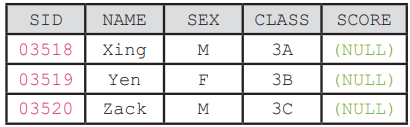 SID NAME SEX CLASS SCORE
03518 Xing M 3A (NULL)
03519 Yen F 3B (NULL)
03520 Zack M 3C (NULL)